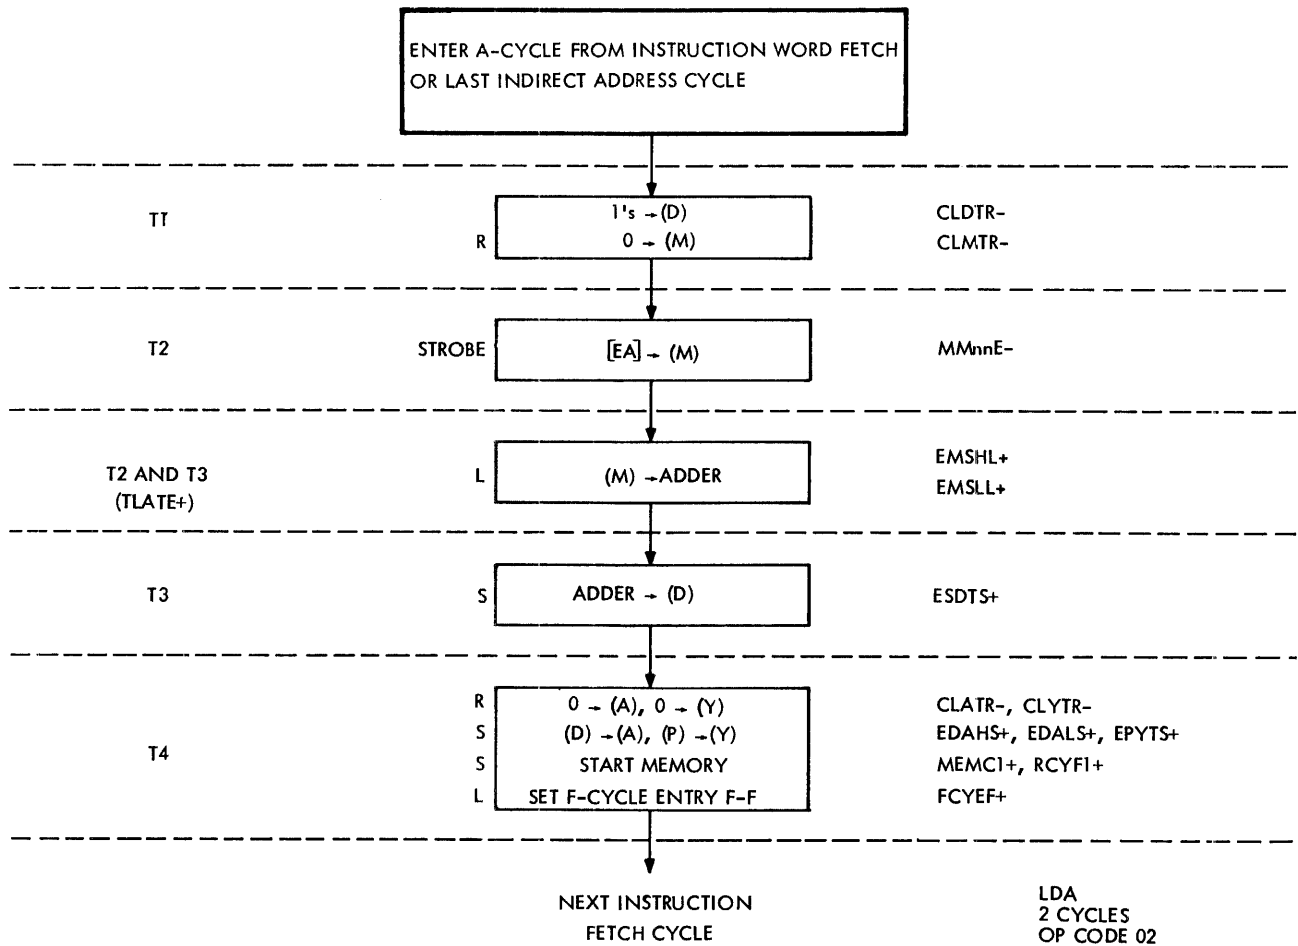 ENTER A-CYCLE FROM INSTRUCTION WORD FETCH
OR LAST INDIRECT ADDRESS CYCLE
T1
1's → (D)
CLDTR-
R
0 → (M)
CLMTR-
T2
STROBE
[EA] → (M)
MMnnE-
T2 AND T3
(TLATE+)
L
(M) → ADDER
EMSHL+
EMSLL+
T3
S
ADDER → (D)
ESDTS+
T4
R
0 → (A), 0 → (Y)
CLATR-, CLYTR-
S
(D) → (A), (P) → (Y)
EDAHS+, EDALS+, EPYTS+
S
START MEMORY
MEMC1+, RCYF1+
L
SET F-CYCLE ENTRY F-F
FCYEF+
NEXT INSTRUCTION
FETCH CYCLE
LDA
2 CYCLES
OP CODE 02